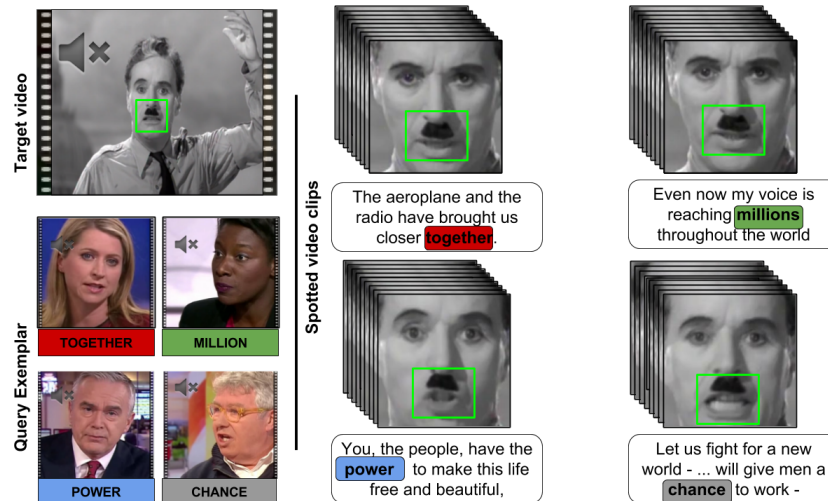 Target video
Query Exemplar
TOGETHER
MILLION
POWER
CHANCE
Spotted video clips
The aeroplane and the
radio have brought us
closer together.
Even now my voice is
reaching millions
throughout the world
You, the people, have the
power to make this life
free and beautiful,
Let us fight for a new
world - ... will give men a
chance to work -